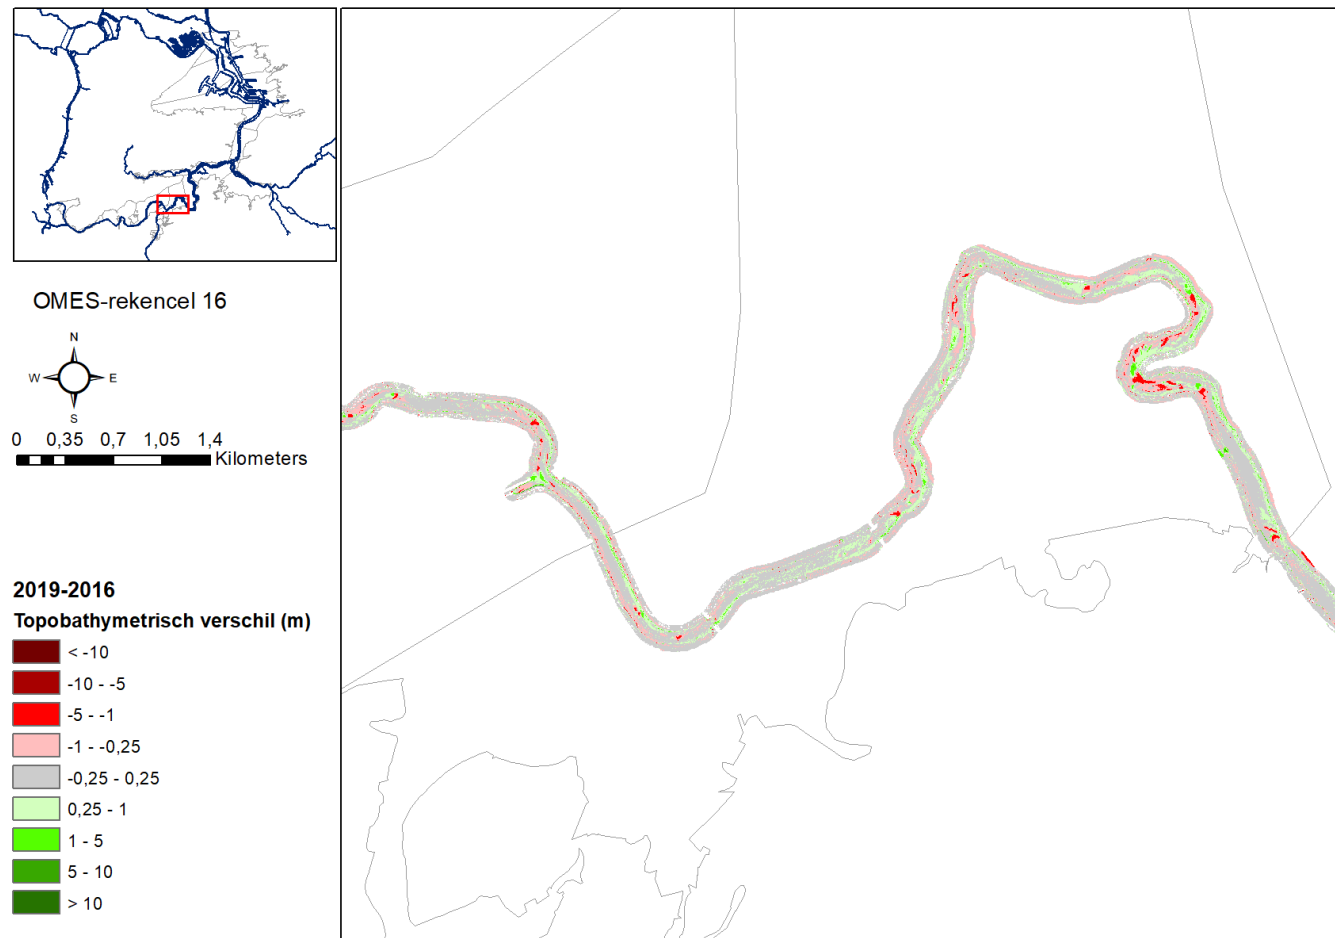 OMES-rekencel 16
N
W E
S
0 0,35 0,7 1,05 1,4
Kilometers
2019-2016
Topobathymetrisch verschil (m)
< -10
-10 - -5
-5 - -1
-1 - -0,25
-0,25 - 0,25
0,25 - 1
1 - 5
5 - 10
> 10